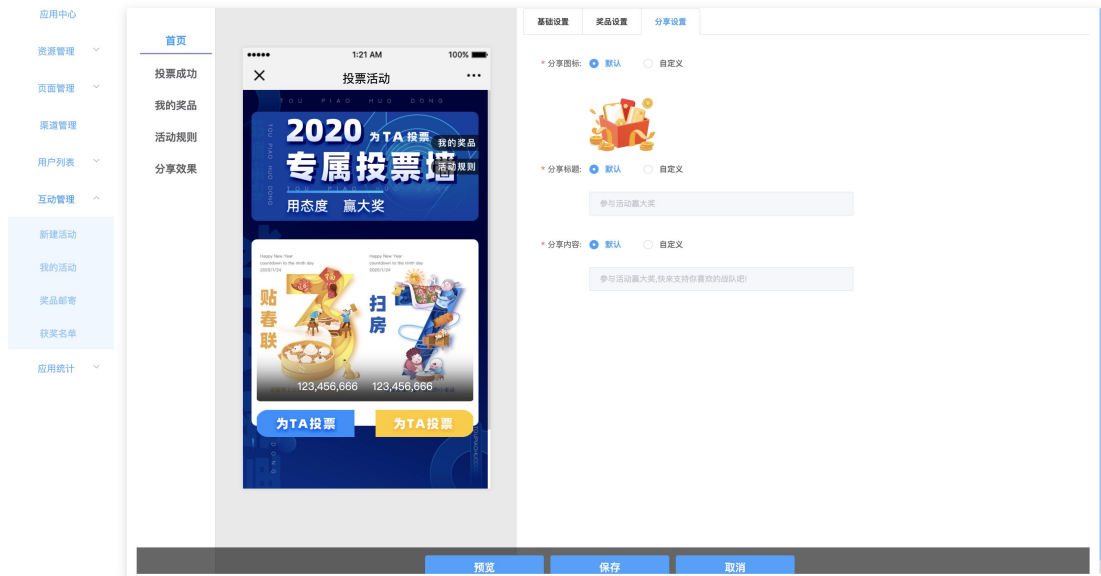 应用中心
资源管理
页面管理
渠道管理
用户列表
互动管理
新建活动
我的活动
奖品邮寄
获奖名单
应用统计
首页
投票成功
我的奖品
活动规则
分享效果
1:21 AM 100%
投票活动
TOU PIAO HUO DONG
TOU PIAO HUO DONG
2020 为TA投票
我的奖品
专属投票墙
活动规则
TOU PIAO HUO
用态度 赢大奖
Happy New Year
countdown to the ninth day
2020/1/24
Happy New Year
countdown to the ninth day
2020/1/24
福
贴春联
扫房
123,456,666 123,456,666
为TA投票 为TA投票
DONG
基础设置 奖品设置 分享设置
* 分享图标: 默认 自定义
* 分享标题: 默认 自定义
参与活动赢大奖
* 分享内容: 默认 自定义
参与活动赢大奖,快来支持你喜欢的战队吧!
预览 保存 取消